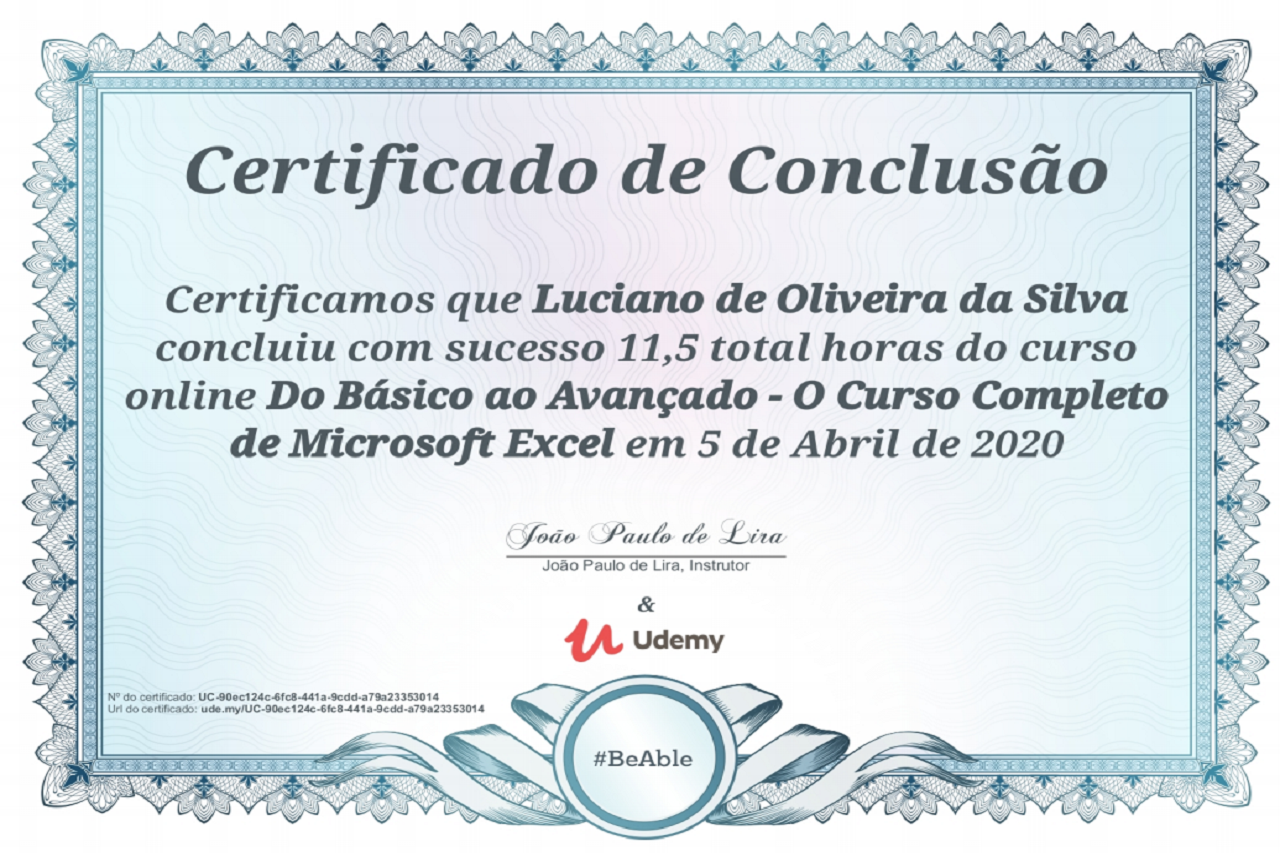 Certificado de Conclusão
Certificamos que Luciano de Oliveira da Silva
concluiu com sucesso 11,5 total horas do curso
online Do Básico ao Avançado - O Curso Completo
de Microsoft Excel em 5 de Abril de 2020
João Paulo de Lira
João Paulo de Lira, Instrutor
&
Udemy
Nº do certificado: UC-90ec124c-6fc8-441a-9cdd-a79a23353014
Url do certificado: ude.my/UC-90ec124c-6fc8-441a-9cdd-a79a23353014
#BeAble